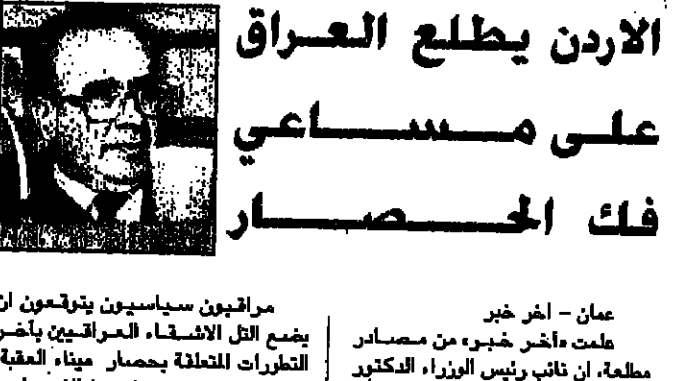 الاردن يطلع العراق
على مساعي
فك الحصار
عمان - اخر خبر
علمت «آخر خبر» من مصادر
مطلعة، ان نائب رئيس الوزراء الدكتور
مراقبون سياسيون يتوقعون ان
يضع التل الاشقاء العراقيين بآخر
التطورات المتعلقة بحصار ميناء العقبة